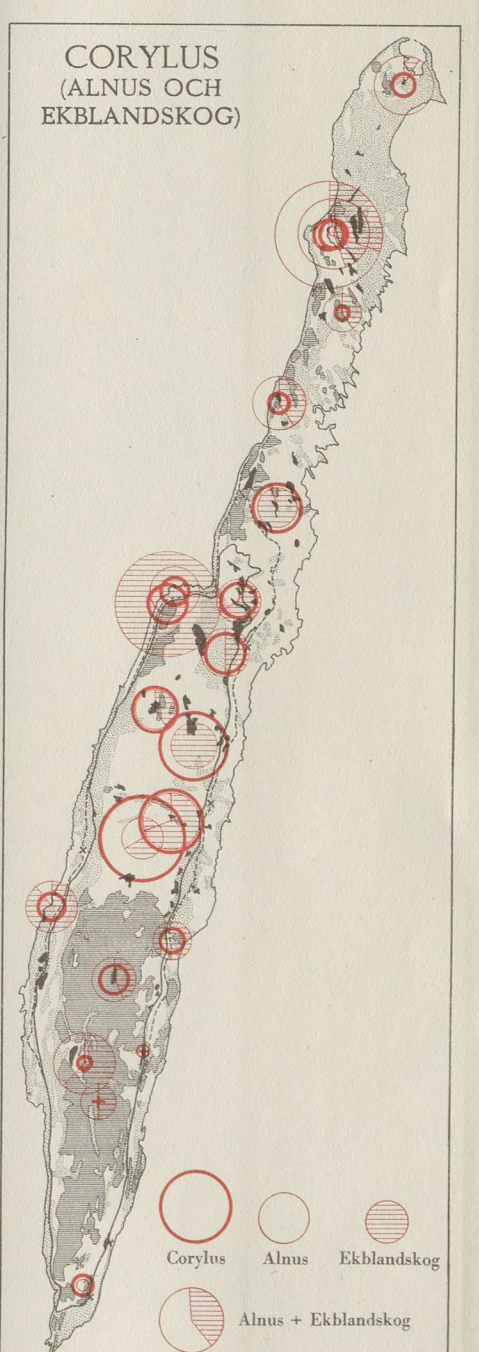 CORYLUS
(ALNUS OCH
EKBLANDSKOG)
Corylus
Alnus
Ekblandskog
Alnus + Ekblandskog